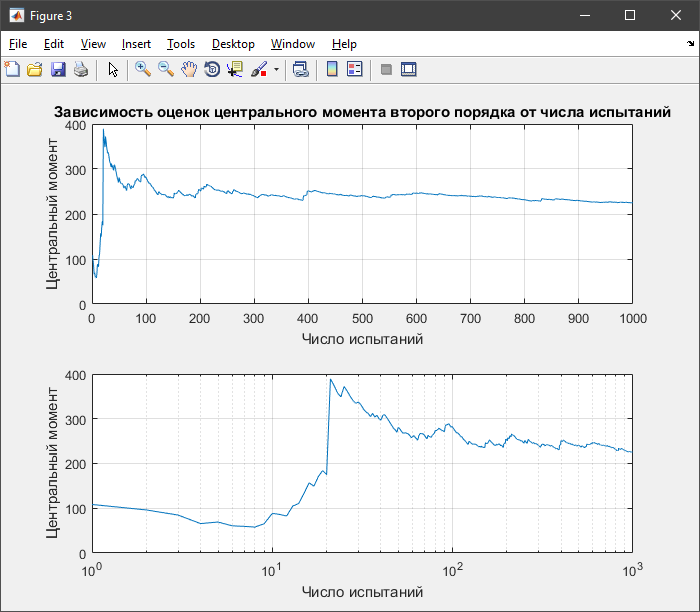 Figure 3
File Edit View Insert Tools Desktop Window Help
Зависимость оценок центрального момента второго порядка от числа испытаний
400
300
200
100
0
Центральный момент
0 100 200 300 400 500 600 700 800 900 1000
Число испытаний
400
300
200
100
0
Центральный момент
10^0 10^1 10^2 10^3
Число испытаний